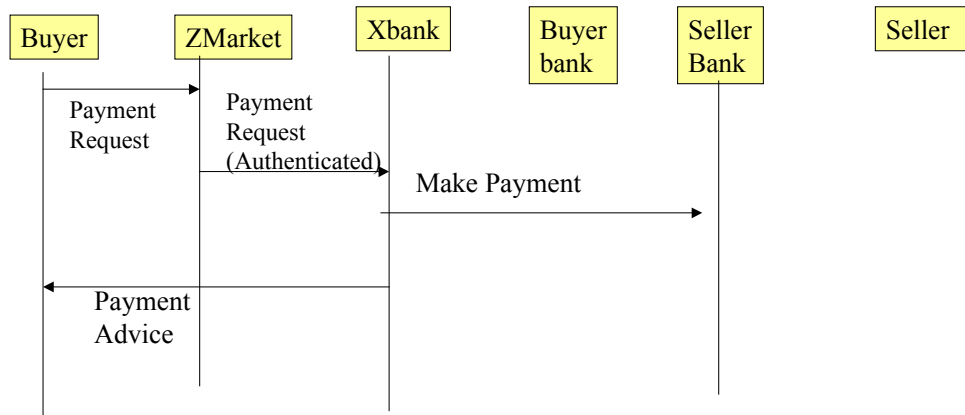 Buyer
ZMarket
Xbank
Buyer
bank
Seller
Bank
Seller
Payment
Request
Payment
Request
(Authenticated)
Make Payment
Payment
Advice